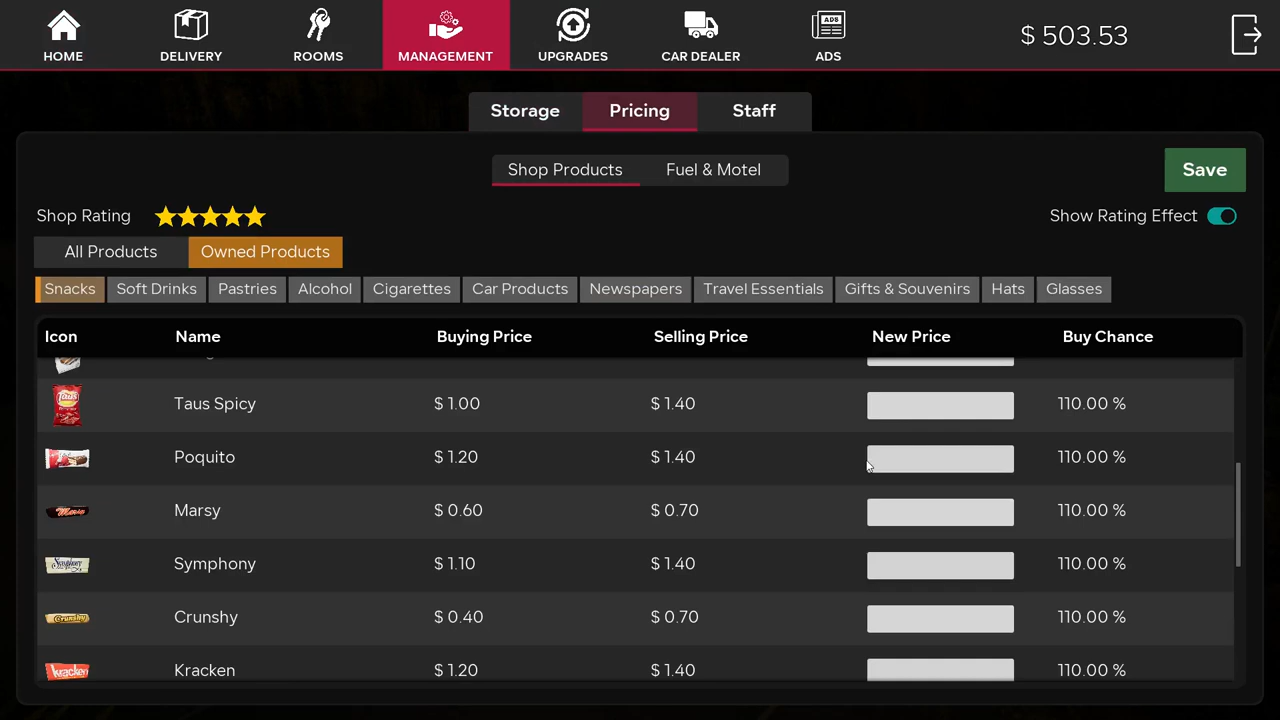 HOME DELIVERY ROOMS MANAGEMENT UPGRADES CAR DEALER ADS $ 503.53
Storage Pricing Staff
Shop Products Fuel & Motel Save
Shop Rating Show Rating Effect
All Products Owned Products
Snacks Soft Drinks Pastries Alcohol Cigarettes Car Products Newspapers Travel Essentials Gifts & Souvenirs Hats Glasses
Icon Name Buying Price Selling Price New Price Buy Chance
Taus Spicy $ 1.00 $ 1.40 110.00 %
Poquito $ 1.20 $ 1.40 110.00 %
Marsy $ 0.60 $ 0.70 110.00 %
Symphony $ 1.10 $ 1.40 110.00 %
Crunshy $ 0.40 $ 0.70 110.00 %
Kracken $ 1.20 $ 1.40 110.00 %